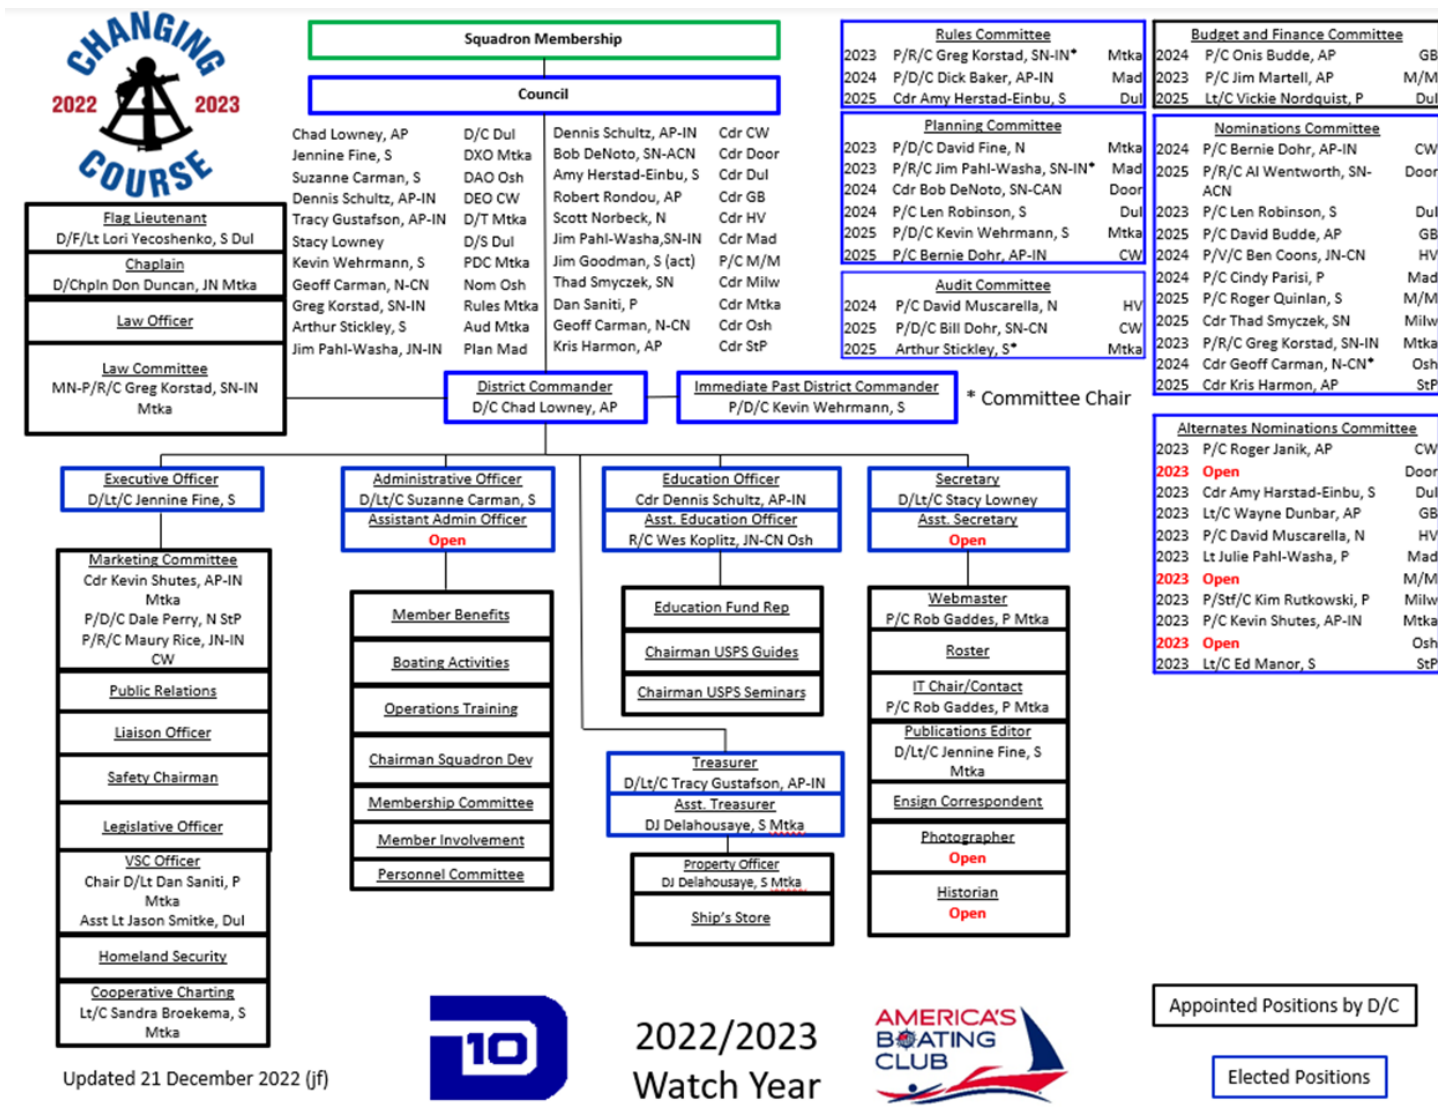 CHANGING
2022 2023
COURSE
Squadron Membership
Council
Chad Lowney, AP D/C Dul
Jennine Fine, S DXO Mtka
Suzanne Carman, S DAO Osh
Dennis Schultz, AP-IN DEO CW
Tracy Gustafson, AP-IN D/T Mtka
Stacy Lowney D/S Dul
Kevin Wehrmann, S PDC Mtka
Geoff Carman, N-CN Nom Osh
Greg Korstad, SN-IN Rules Mtka
Arthur Stickley, S Aud Mtka
Jim Pahl-Washa, JN-IN Plan Mad
Dennis Schultz, AP-IN Cdr CW
Bob DeNoto, SN-ACN Cdr Door
Amy Herstad-Einbu, S Cdr Dul
Robert Rondou, AP Cdr GB
Scott Norbeck, N Cdr HV
Jim Pahl-Washa,SN-IN Cdr Mad
Jim Goodman, S (act) P/C M/M
Thad Smyczek, SN Cdr Milw
Dan Saniti, P Cdr Mtka
Geoff Carman, N-CN Cdr Osh
Kris Harmon, AP Cdr StP
Rules Committee
2023 P/R/C Greg Korstad, SN-IN* Mtka
2024 P/D/C Dick Baker, AP-IN Mad
2025 Cdr Amy Herstad-Einbu, S Dul
Planning Committee
2023 P/D/C David Fine, N Mtka
2023 P/R/C Jim Pahl-Washa, SN-IN* Mad
2024 Cdr Bob DeNoto, SN-CAN Door
2024 P/C Len Robinson, S Dul
2025 P/D/C Kevin Wehrmann, S Mtka
2025 P/C Bernie Dohr, AP-IN CW
Audit Committee
2024 P/C David Muscarella, N HV
2025 P/D/C Bill Dohr, SN-CN CW
2025 Arthur Stickley, S* Mtka
* Committee Chair
Budget and Finance Committee
2024 P/C Onis Budde, AP GB
2023 P/C Jim Martell, AP M/M
2025 Lt/C Vickie Nordquist, P Dul
Nominations Committee
2024 P/C Bernie Dohr, AP-IN CW
2025 P/R/C Al Wentworth, SN- Door
ACN
2023 P/C Len Robinson, S Dul
2025 P/C David Budde, AP GB
2024 P/V/C Ben Coons, JN-CN HV
2024 P/C Cindy Parisi, P Mad
2025 P/C Roger Quinlan, S M/M
2025 Cdr Thad Smyczek, SN Milw
2023 P/R/C Greg Korstad, SN-IN Mtka
2024 Cdr Geoff Carman, N-CN* Osh
2025 Cdr Kris Harmon, AP StP
Alternates Nominations Committee
2023 P/C Roger Janik, AP CW
2023 Open Door
2023 Cdr Amy Harstad-Einbu, S Dul
2023 Lt/C Wayne Dunbar, AP GB
2023 P/C David Muscarella, N HV
2023 Lt Julie Pahl-Washa, P Mad
2023 Open M/M
2023 P/Stf/C Kim Rutkowski, P Milw
2023 P/C Kevin Shutes, AP-IN Mtka
2023 Open Osh
2023 Lt/C Ed Manor, S StP
Flag Lieutenant
D/F/Lt Lori Yecoshenko, S Dul
Chaplain
D/Chpln Don Duncan, JN Mtka
Law Officer
Law Committee
MN-P/R/C Greg Korstad, SN-IN
Mtka
District Commander
D/C Chad Lowney, AP
Immediate Past District Commander
P/D/C Kevin Wehrmann, S
Executive Officer
D/Lt/C Jennine Fine, S
Marketing Committee
Cdr Kevin Shutes, AP-IN
Mtka
P/D/C Dale Perry, N StP
P/R/C Maury Rice, JN-IN
CW
Public Relations
Liaison Officer
Safety Chairman
Legislative Officer
VSC Officer
Chair D/Lt Dan Saniti, P
Mtka
Asst Lt Jason Smitke, Dul
Homeland Security
Cooperative Charting
Lt/C Sandra Broekema, S
Mtka
Administrative Officer
D/Lt/C Suzanne Carman, S
Assistant Admin Officer
Open
Member Benefits
Boating Activities
Operations Training
Chairman Squadron Dev
Membership Committee
Member Involvement
Personnel Committee
Education Officer
Cdr Dennis Schultz, AP-IN
Asst. Education Officer
R/C Wes Koplitz, JN-CN Osh
Education Fund Rep
Chairman USPS Guides
Chairman USPS Seminars
Treasurer
D/Lt/C Tracy Gustafson, AP-IN
Asst. Treasurer
DJ Delahousaye, S Mtka
Property Officer
DJ Delahousaye, S Mtka
Ship's Store
Secretary
D/Lt/C Stacy Lowney
Asst. Secretary
Open
Webmaster
P/C Rob Gaddes, P Mtka
Roster
IT Chair/Contact
P/C Rob Gaddes, P Mtka
Publications Editor
D/Lt/C Jennine Fine, S
Mtka
Ensign Correspondent
Photographer
Open
Historian
Open
Updated 21 December 2022 (jf)
D 10
2022/2023
Watch Year
AMERICA'S
BOATING
CLUB
Appointed Positions by D/C
Elected Positions